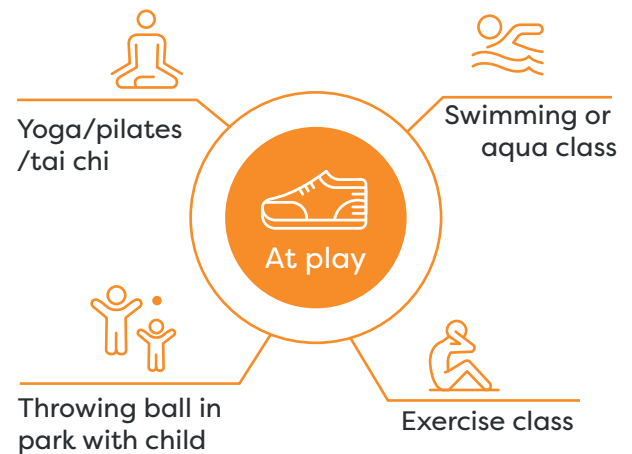 Yoga/pilates
/tai chi
Swimming or
aqua class
At play
Throwing ball in
park with child
Exercise class